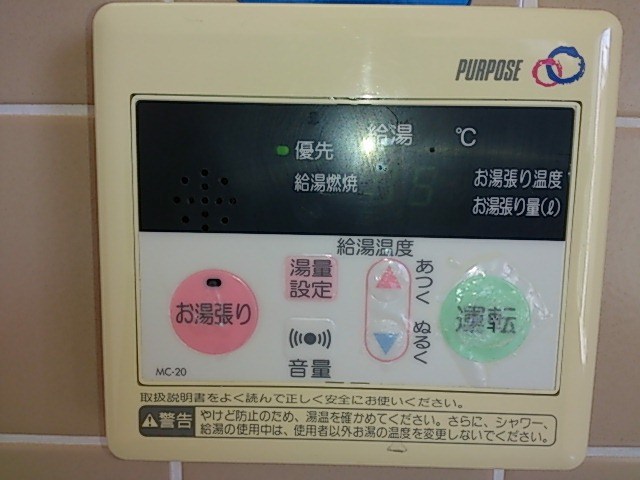 PURPOSE
給湯 ℃
優先
給湯燃焼
お湯張り温度
お湯張り量(ℓ)
給湯温度
湯量
設定
あつく
お湯張り
運転
ぬるく
音量
MC-20
取扱説明書をよく読んで正しく安全にお使いください。
警告 やけど防止のため、湯温を確かめてください。さらに、シャワー、
給湯の使用中は、使用者以外お湯の温度を変更しないでください。